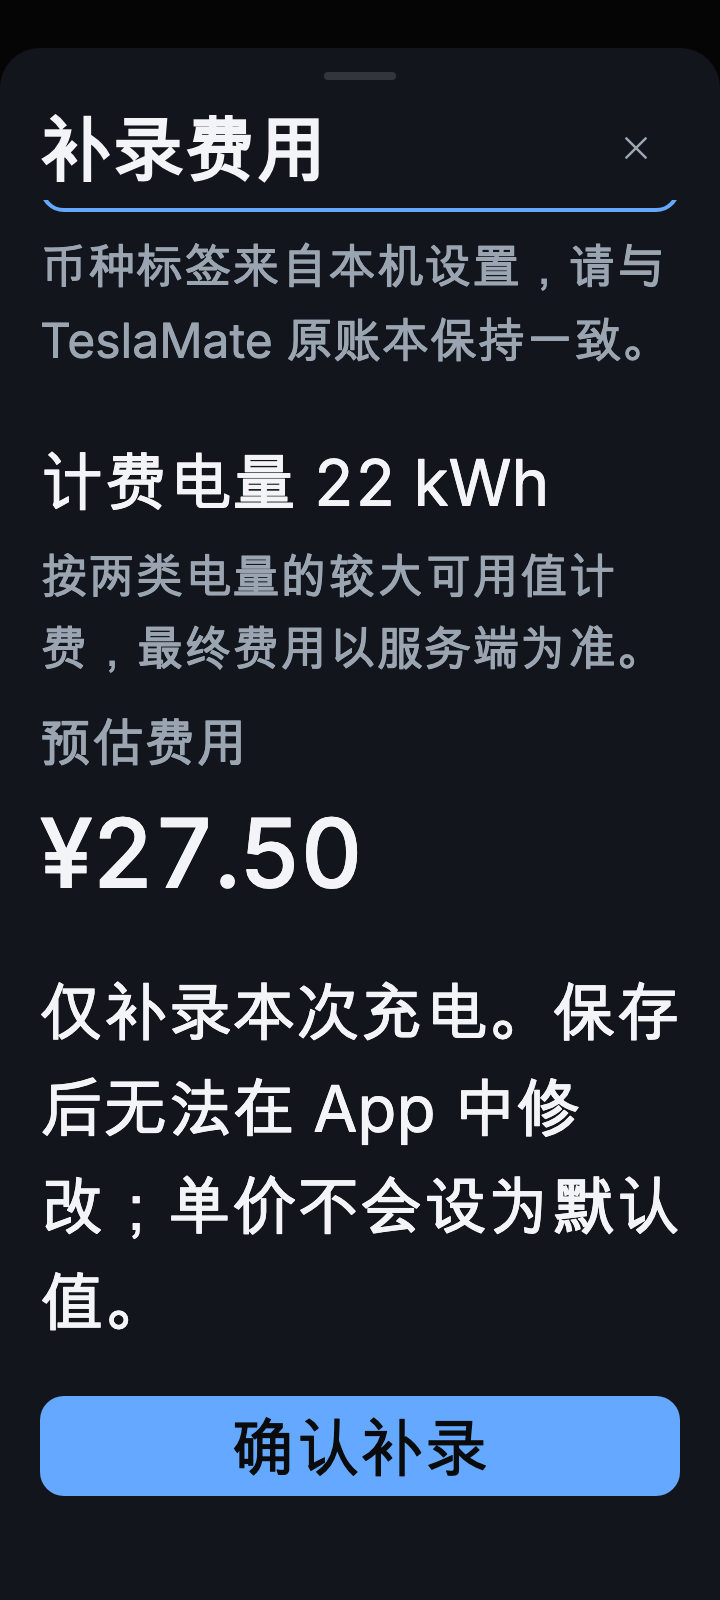 补录费用
币种标签来自本机设置，请与
TeslaMate 原账本保持一致。
计费电量 22 kWh
按两类电量的较大可用值计
费，最终费用以服务端为准。
预估费用
¥27.50
仅补录本次充电。保存
后无法在 App 中修
改；单价不会设为默认
值。
确认补录